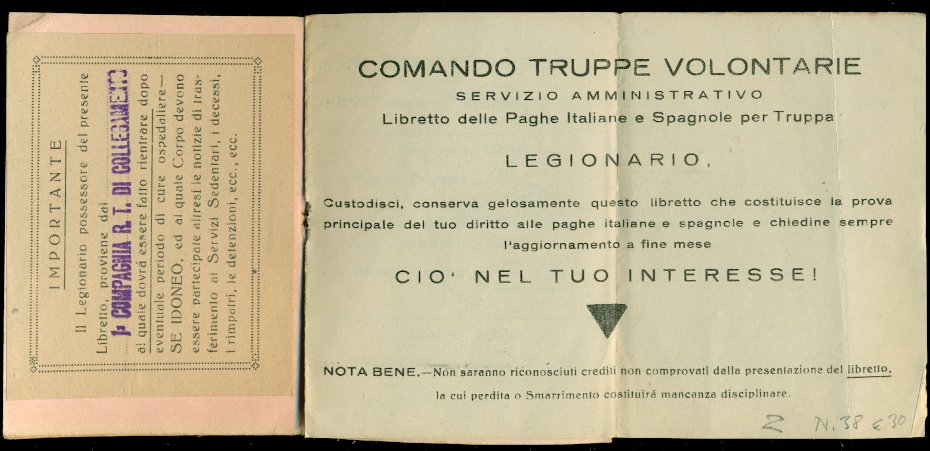 IMPORTANTE
Il Legionario possessore del presente
Libretto, proviene dal
1ª COMPAGNIA R. T. DI COLLEGAMENTO
al quale dovrá essere fatto rientrare dopo
eventuale periodo di cure ospedaliere—
SE IDONEO, ed al quale Corpo devono
essere partecipate altresi le notizie di tras-
ferimento ai Servizi Sedentari, i decessi,
i rimpatri, le detenzioni, ecc., ecc.
COMANDO TRUPPE VOLONTARIE
SERVIZIO AMMINISTRATIVO
Libretto delle Paghe Italiane e Spagnole per Truppa
LEGIONARIO,
Custodisci, conserva gelosamente questo libretto che costituisce la prova
principale del tuo diritto alle paghe italiane e spagnole e chiedine sempre
l'aggiornamento a fine mese
CIO' NEL TUO INTERESSE!
NOTA BENE.—Non saranno riconosciuti crediti non comprovati dalla presentazione del libretto,
la cui perdita o Smarrimento costituirá mancanza disciplinare.
N. 38 € 30